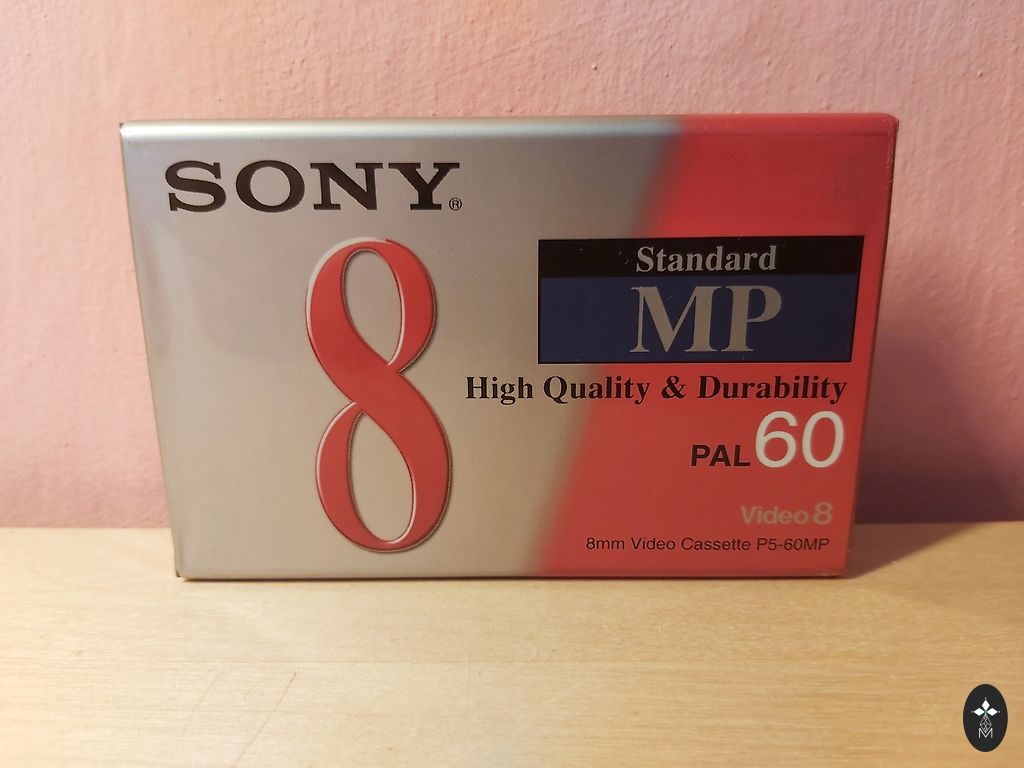 SONY®
8
Standard
MP
High Quality & Durability
PAL 60
Video 8
8mm Video Cassette P5-60MP
M